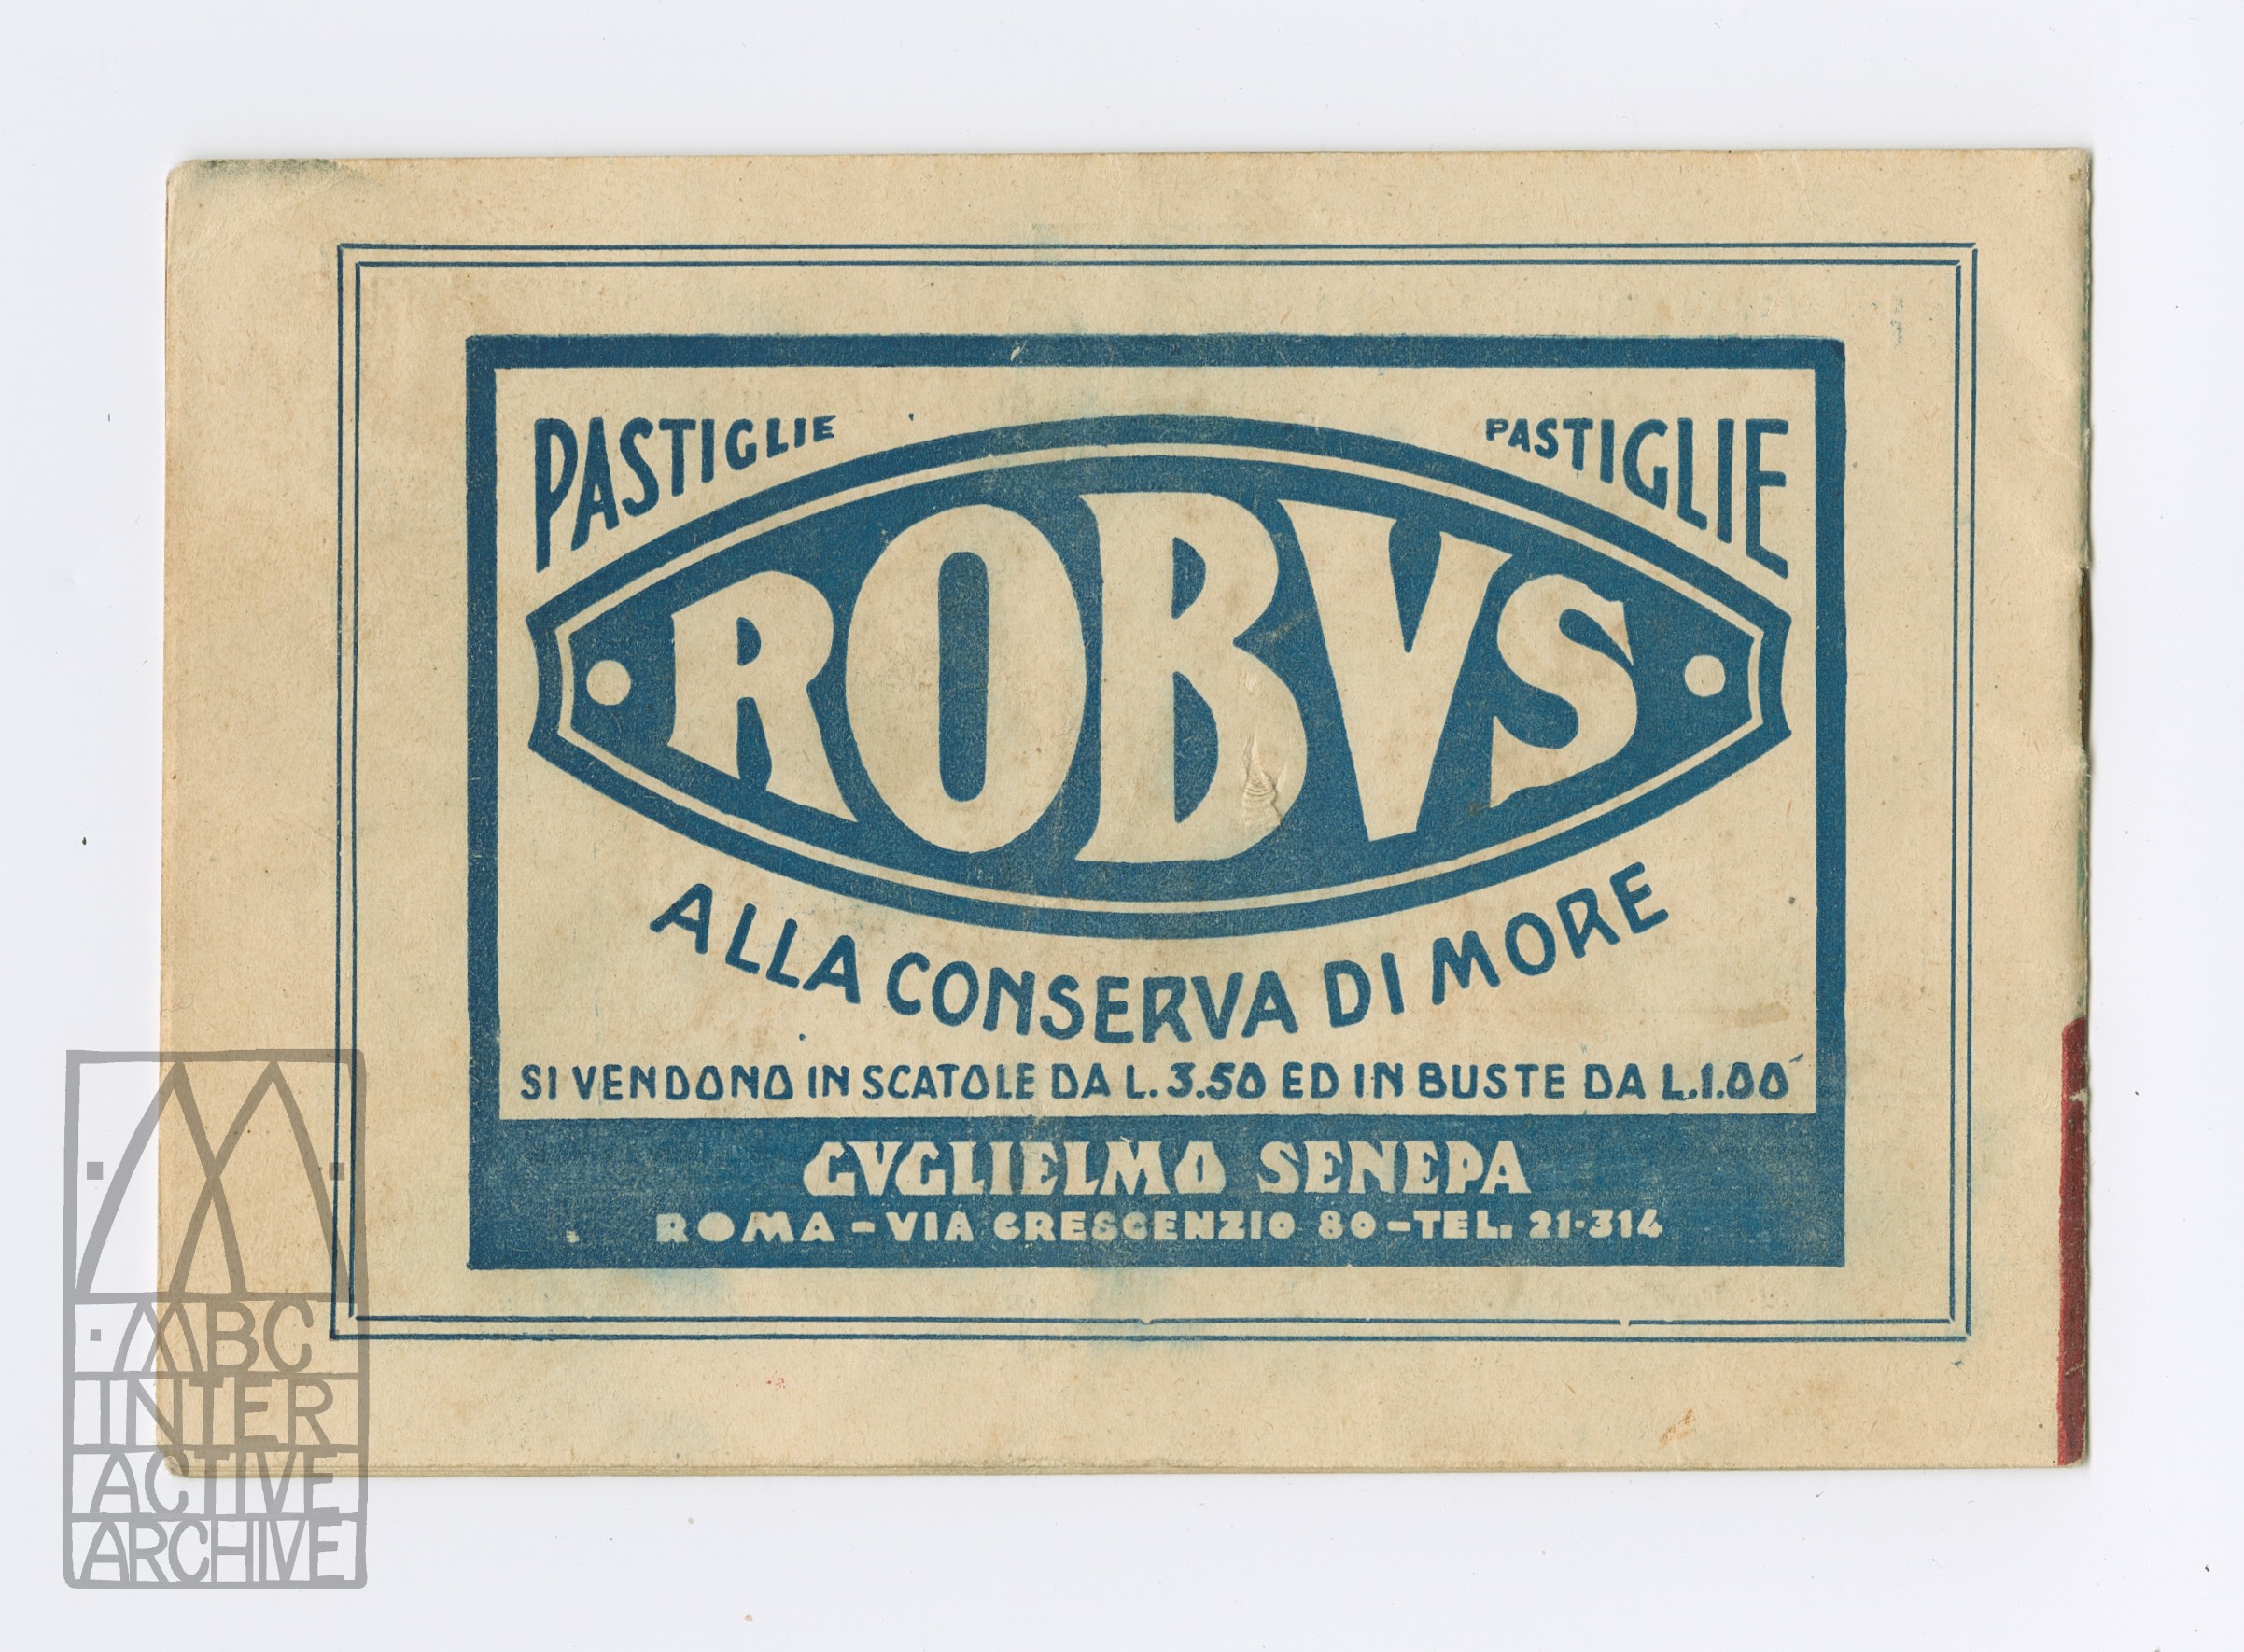 PASTIGLIE PASTIGLIE
ROBVS
ALLA CONSERVA DI MORE
SI VENDONO IN SCATOLE DA L. 3.50 ED IN BUSTE DA L.1.00
GVGLIELMO SENEPA
ROMA - VIA CRESCENZIO 80 - TEL. 21-314
ABC
INTER
ACTIVE
ARCHIVE